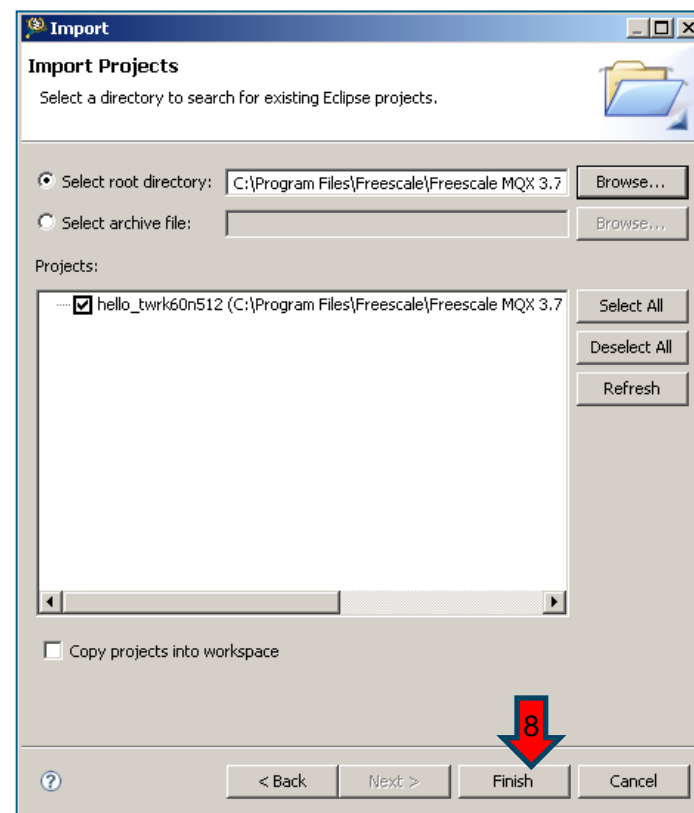 Import
Import Projects
Select a directory to search for existing Eclipse projects.
Select root directory: C:\Program Files\Freescale\Freescale MQX 3.7 Browse...
Select archive file: Browse...
Projects:
hello_twrk60n512 (C:\Program Files\Freescale\Freescale MQX 3.7 Select All
Deselect All
Refresh
Copy projects into workspace
8
? < Back Next > Finish Cancel